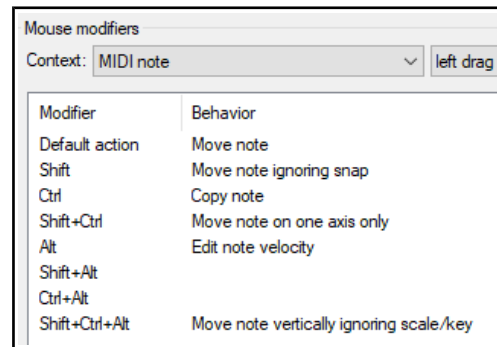 Mouse modifiers
Context: MIDI note left drag
Modifier Behavior
Default action Move note
Shift Move note ignoring snap
Ctrl Copy note
Shift+Ctrl Move note on one axis only
Alt Edit note velocity
Shift+Alt
Ctrl+Alt
Shift+Ctrl+Alt Move note vertically ignoring scale/key